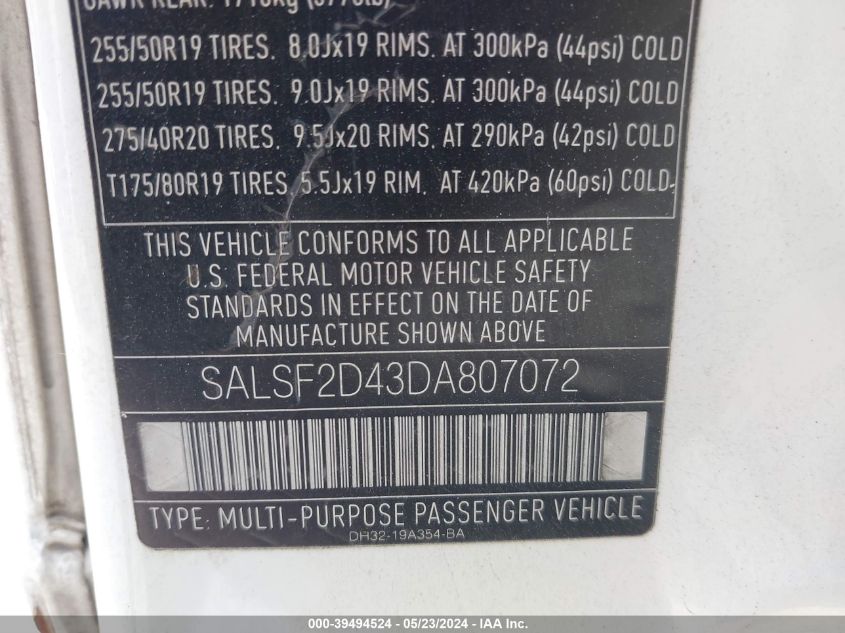 255/50R19 TIRES. 8.0Jx19 RIMS. AT 300kPa (44psi) COLD
255/50R19 TIRES. 9.0Jx19 RIMS. AT 300kPa (44psi) COLD
275/40R20 TIRES. 9.5Jx20 RIMS. AT 290kPa (42psi) COLD
T175/80R19 TIRES. 5.5Jx19 RIM. AT 420kPa (60psi) COLD.
THIS VEHICLE CONFORMS TO ALL APPLICABLE
U.S. FEDERAL MOTOR VEHICLE SAFETY
STANDARDS IN EFFECT ON THE DATE OF
MANUFACTURE SHOWN ABOVE
SALSF2D43DA807072
TYPE: MULTI-PURPOSE PASSENGER VEHICLE
DH32-19A354-BA
000-39494524 - 05/23/2024 - IAAI.COM